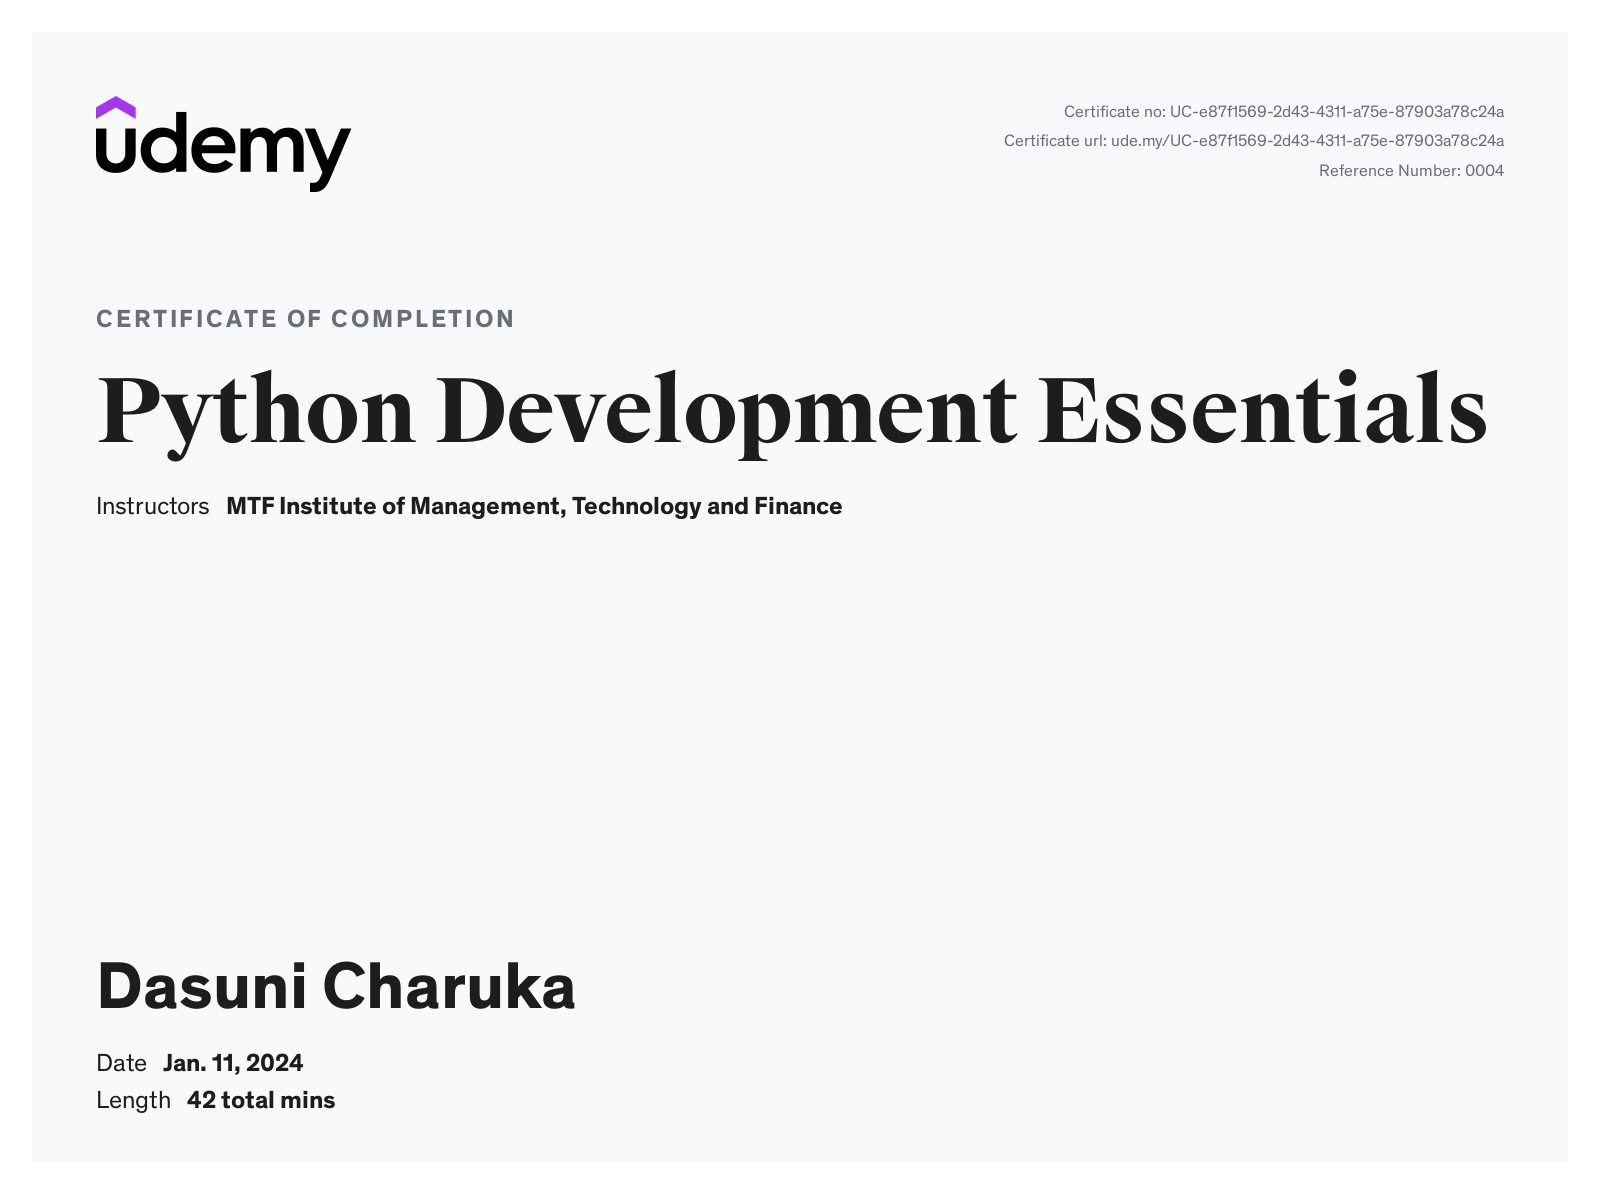 udemy
Certificate no: UC-e87f1569-2d43-4311-a75e-87903a78c24a
Certificate url: ude.my/UC-e87f1569-2d43-4311-a75e-87903a78c24a
Reference Number: 0004
CERTIFICATE OF COMPLETION
Python Development Essentials
Instructors MTF Institute of Management, Technology and Finance
Dasuni Charuka
Date Jan. 11, 2024
Length 42 total mins